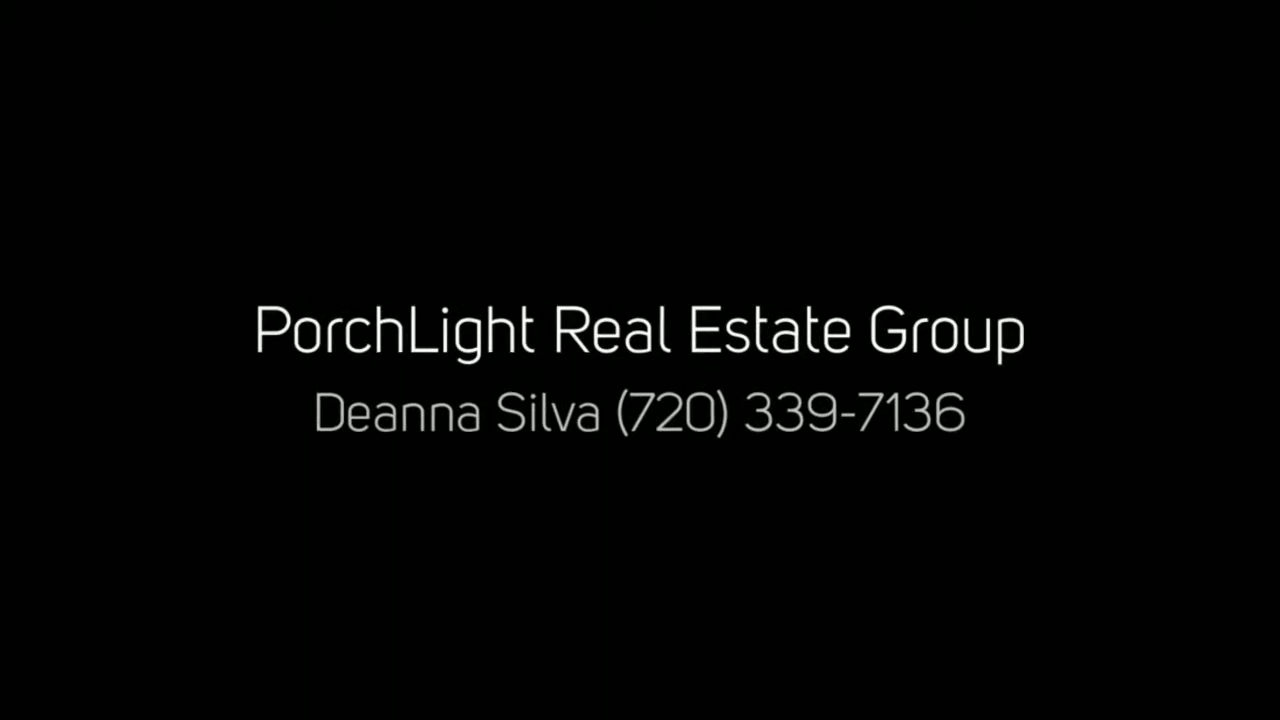 PorchLight Real Estate Group
Deanna Silva (720) 339-7136